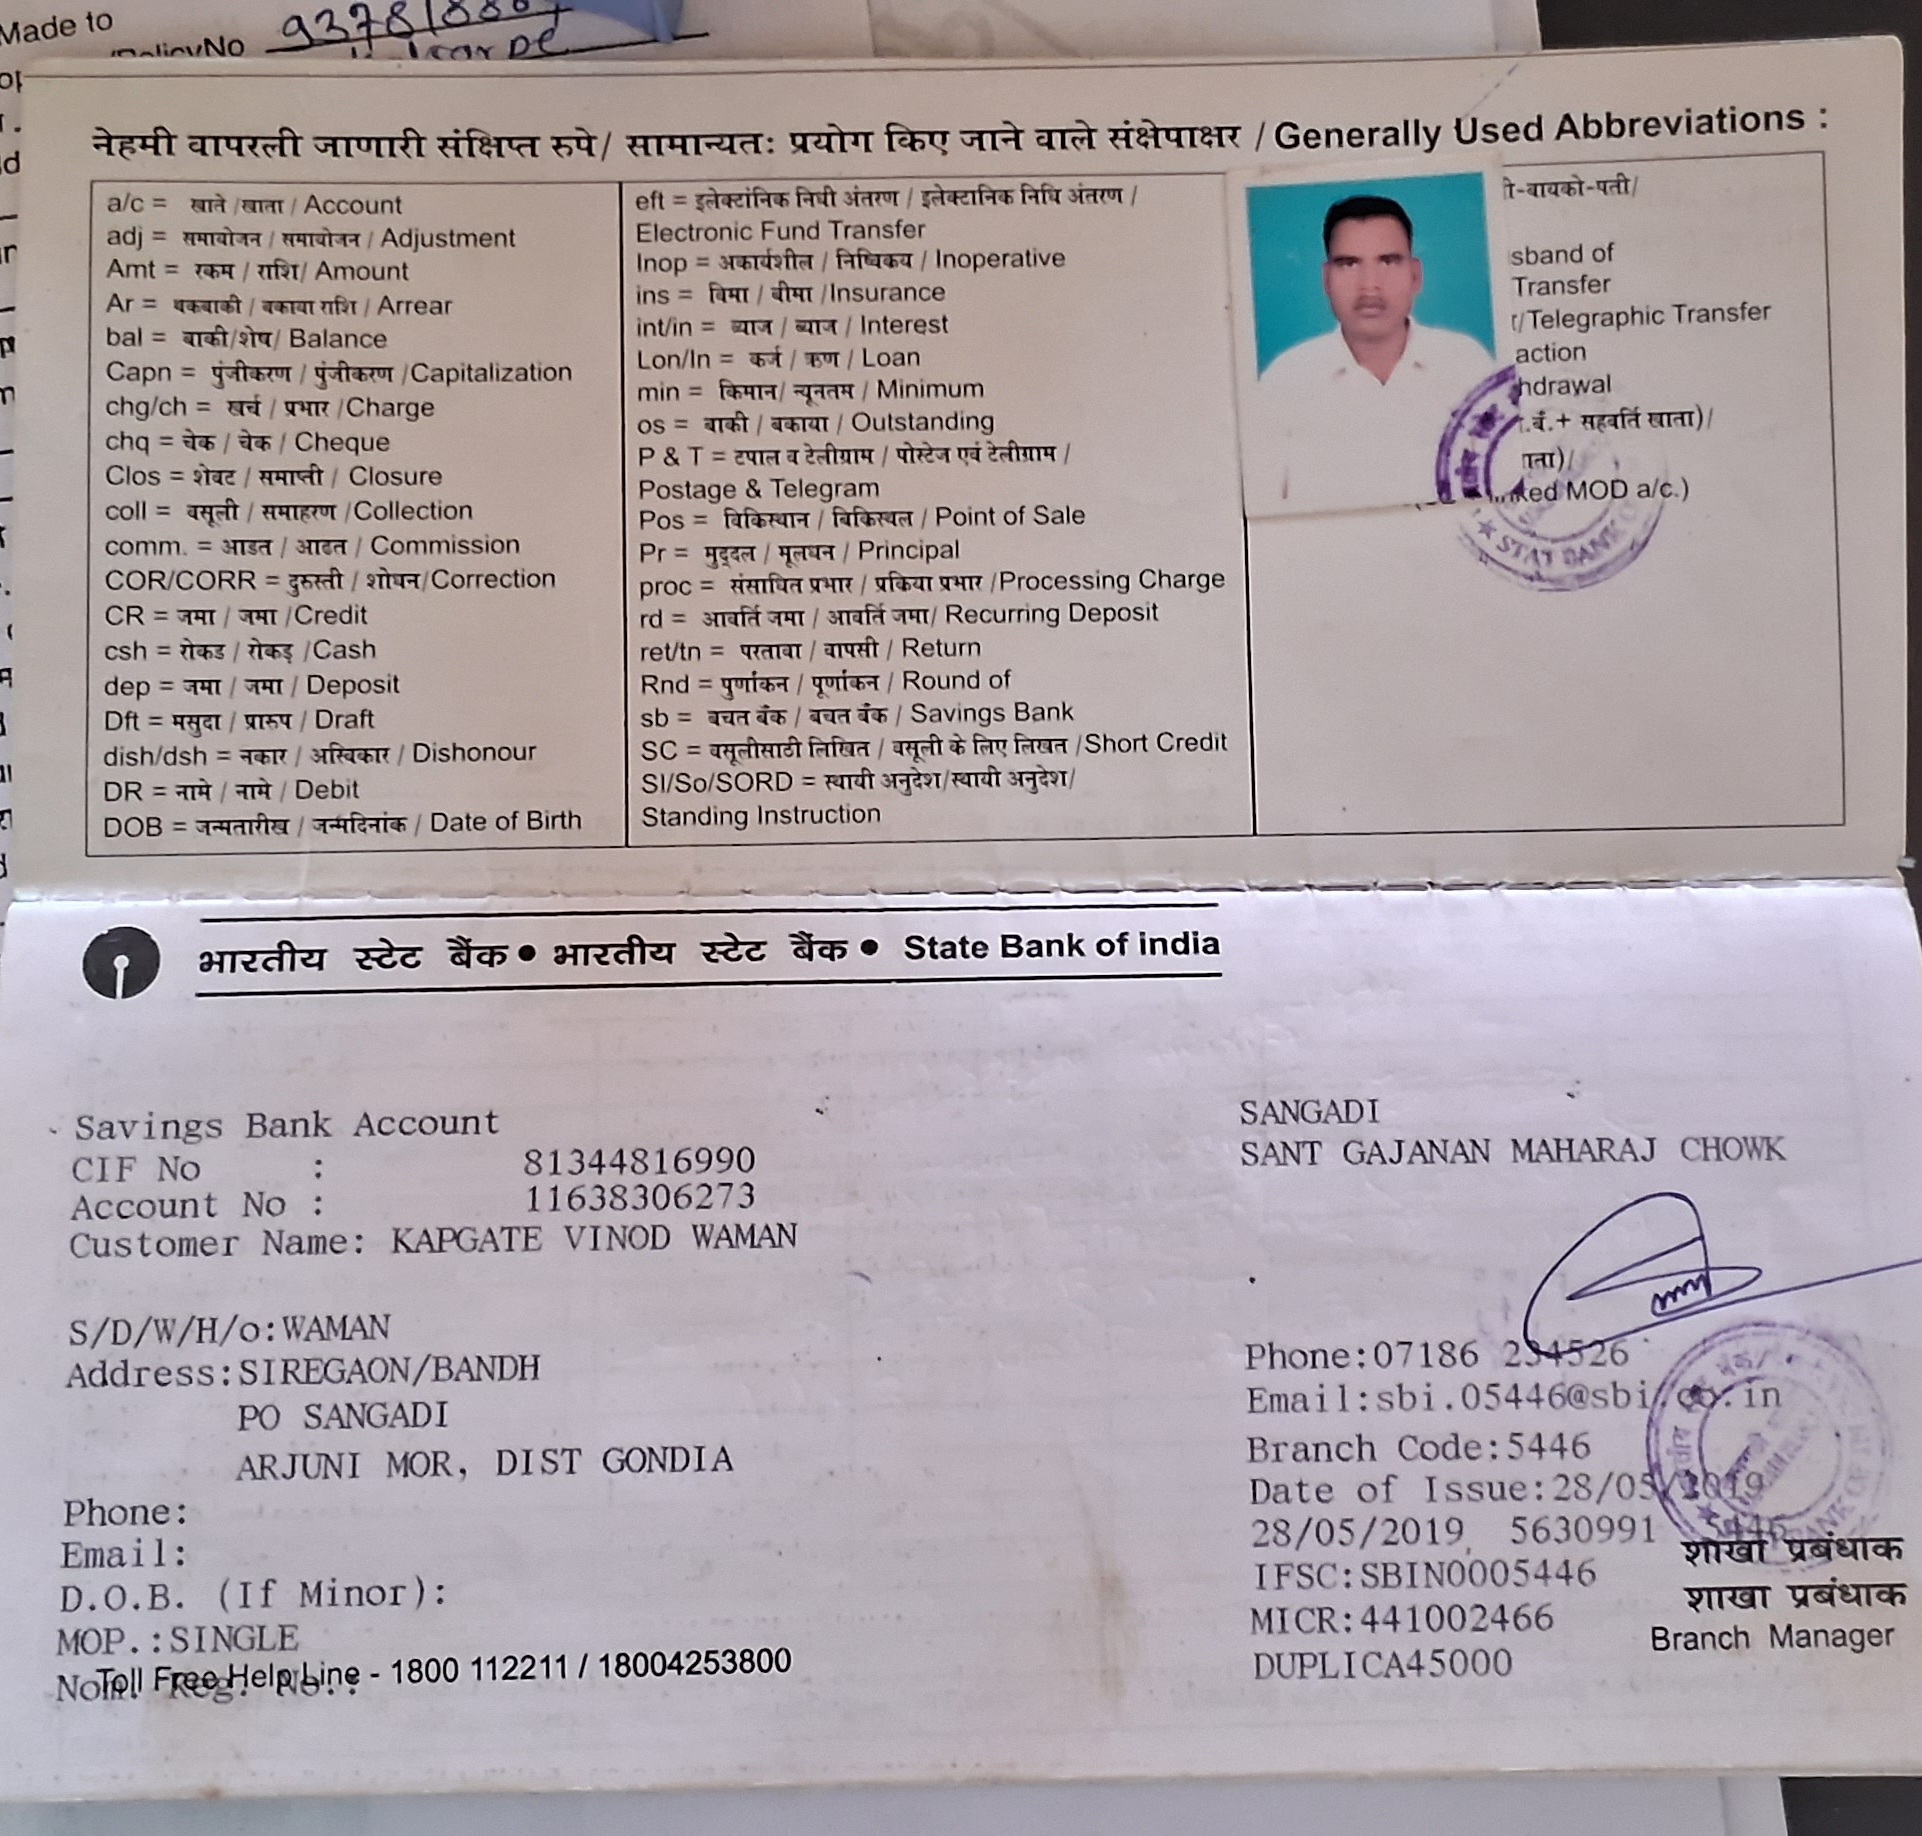 Made to
PolicyNo
नेहमी वापरली जाणारी संक्षिप्त रुपे/ सामान्यतः प्रयोग किए जाने वाले संक्षेपाक्षर / Generally Used Abbreviations :
a/c = खाते /खाता / Account
adj = समायोजन / समायोजन / Adjustment
Amt = रकम / राशि/ Amount
Ar = थकबाकी / बकाया राशि / Arrear
bal = बाकी/शेष/ Balance
Capn = पुंजीकरण / पुंजीकरण /Capitalization
chg/ch = खर्च / प्रभार /Charge
chq = चेक / चेक / Cheque
Clos = शेवट / समाप्ती / Closure
coll = वसूली / समाहरण /Collection
comm. = आडत / आढत / Commission
COR/CORR = दुरुस्ती / शोधन/Correction
CR = जमा / जमा /Credit
csh = रोकड / रोकड़ /Cash
dep = जमा / जमा / Deposit
Dft = मसुदा / प्रारुप / Draft
dish/dsh = नकार / अस्विकार / Dishonour
DR = नामे / नामे / Debit
DOB = जन्मतारीख / जन्मदिनांक / Date of Birth
eft = इलेक्टांनिक निधी अंतरण / इलेक्टानिक निधि अंतरण /
Electronic Fund Transfer
Inop = अकार्यशील / निष्क्रिय / Inoperative
ins = विमा / बीमा /Insurance
int/in = व्याज / ब्याज / Interest
Lon/ln = कर्ज / ऋण / Loan
min = किमान/ न्यूनतम / Minimum
os = बाकी / बकाया / Outstanding
P & T = टपाल व टेलीग्राम / पोस्टेज एवं टेलीग्राम /
Postage & Telegram
Pos = विकिस्थान / विकिस्थल / Point of Sale
Pr = मुद्दल / मूलधन / Principal
proc = संसाधित प्रभार / प्रकिया प्रभार /Processing Charge
rd = आवर्ति जमा / आवर्ति जमा/ Recurring Deposit
ret/tn = परतावा / वापसी / Return
Rnd = पुर्णांकन / पूर्णांकन / Round of
sb = बचत बँक / बचत बँक / Savings Bank
SC = वसूलीसाठी लिखित / वसूली के लिए लिखत /Short Credit
SI/So/SORD = स्थायी अनुदेश/स्थायी अनुदेश/
Standing Instruction
ी-बायको-पती/
sband of
Transfer
r/Telegraphic Transfer
action
hdrawal
.बॅ.+ सहवर्ति खाता)/
ाता)/
ked MOD a/c.)
STAT BANK O
भारतीय स्टेट बैंक ● भारतीय स्टेट बैंक ● State Bank of india
Savings Bank Account
CIF No : 81344816990
Account No : 11638306273
Customer Name: KAPGATE VINOD WAMAN
S/D/W/H/o:WAMAN
Address:SIREGAON/BANDH
PO SANGADI
ARJUNI MOR, DIST GONDIA
Phone:
Email:
D.O.B. (If Minor):
MOP.:SINGLE
Nom. Reg. No.:
Toll Free Help Line - 1800 112211 / 18004253800
SANGADI
SANT GAJANAN MAHARAJ CHOWK
Phone:07186 234526
Email:sbi.05446@sbi.co.in
Branch Code:5446
Date of Issue:28/05/2019
28/05/2019, 5630991 5446
IFSC:SBIN0005446
MICR:441002466
DUPLICA45000
शाखा प्रबंधाक
शाखा प्रबंधाक
Branch Manager